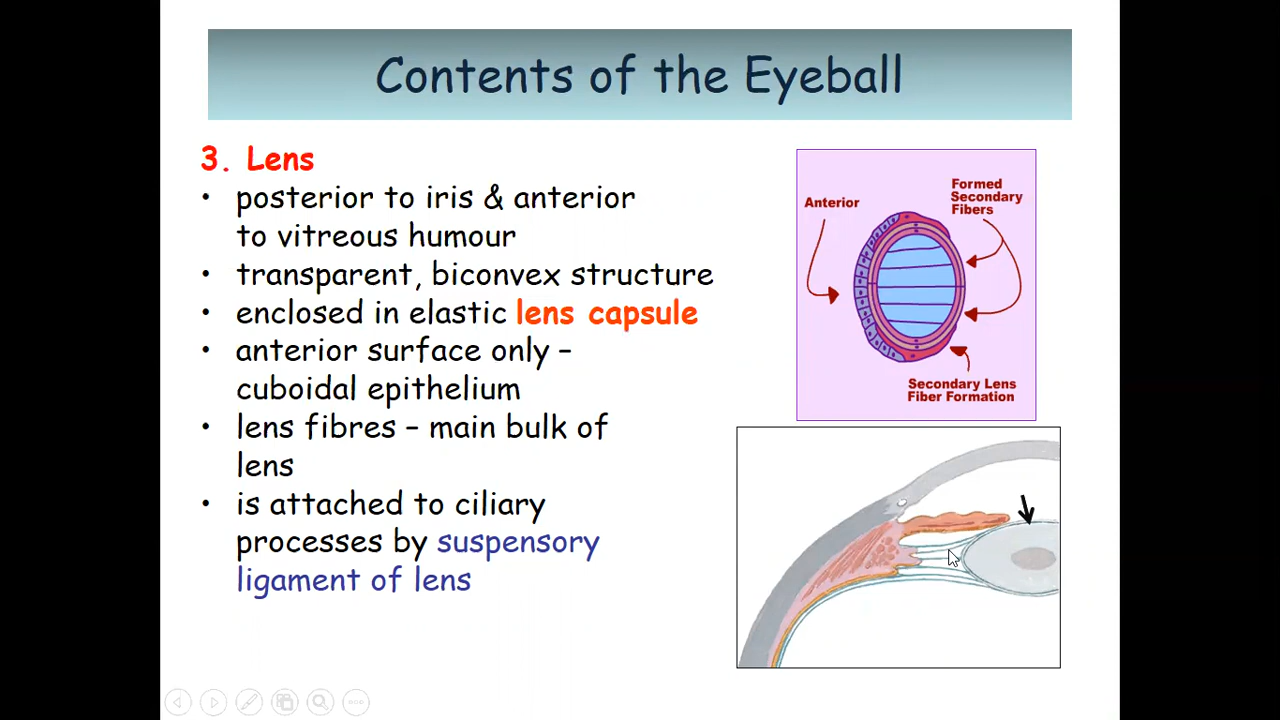 Contents of the Eyeball
3. Lens
• posterior to iris & anterior
to vitreous humour
• transparent, biconvex structure
• enclosed in elastic lens capsule
• anterior surface only –
cuboidal epithelium
• lens fibres – main bulk of
lens
• is attached to ciliary
processes by suspensory
ligament of lens
Anterior
Formed
Secondary
Fibers
Secondary Lens
Fiber Formation